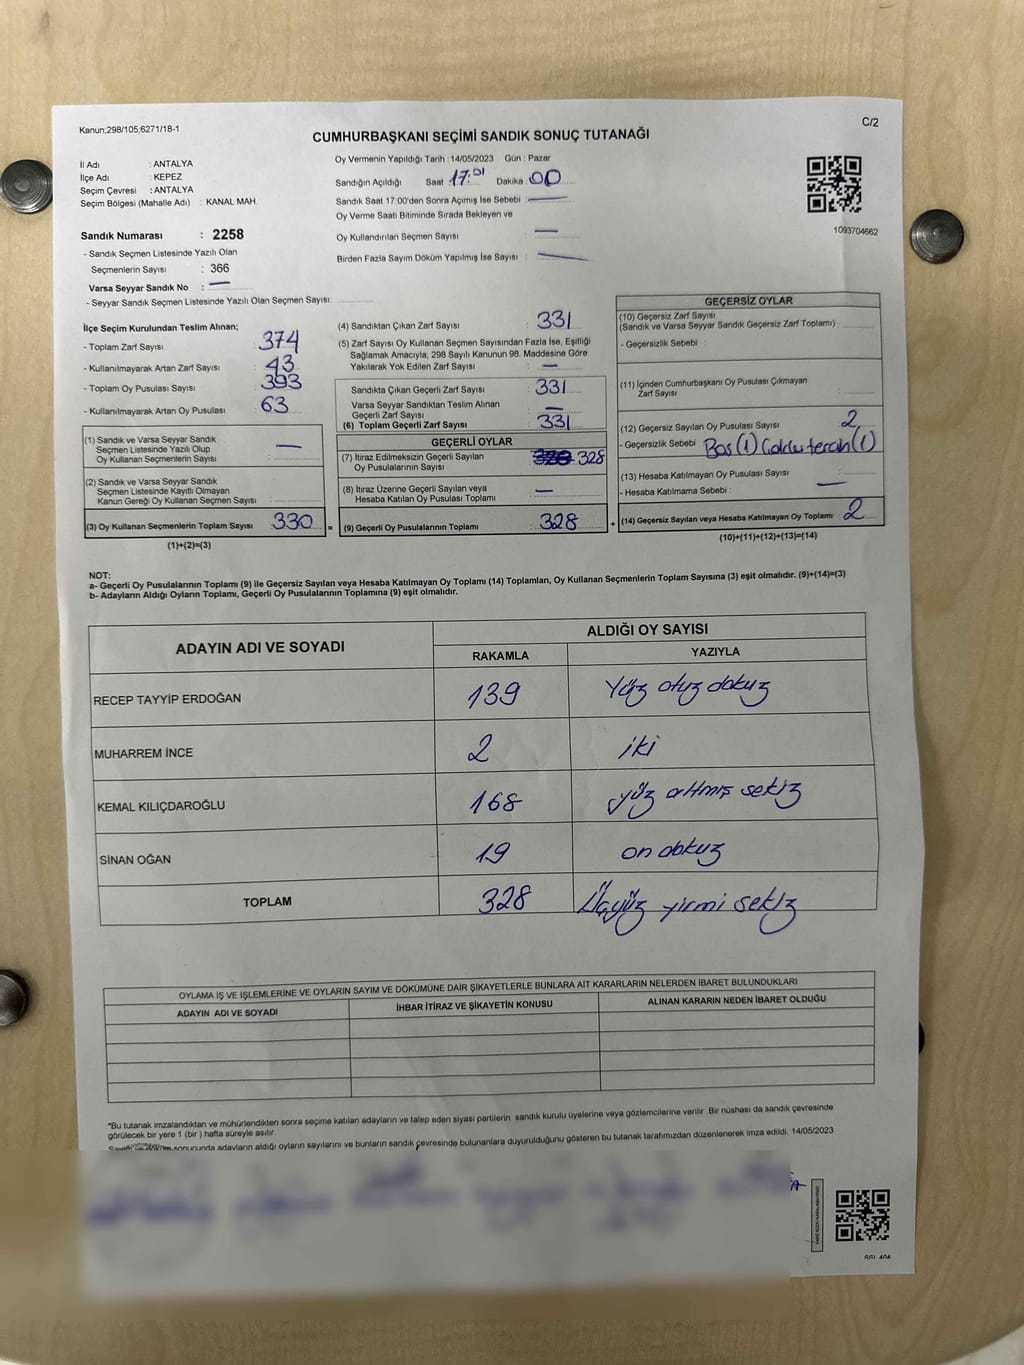 Kanun;298/105;6271/18-1
C/2
CUMHURBAŞKANI SEÇİMİ SANDIK SONUÇ TUTANAĞI
İl Adı : ANTALYA
İlçe Adı : KEPEZ
Seçim Çevresi : ANTALYA
Seçim Bölgesi (Mahalle Adı) : KANAL MAH.
Oy Vermenin Yapıldığı Tarih :14/05/2023 Gün : Pazar
Sandığın Açıldığı Saat 17:01 Dakika 00
Sandık Saat 17.00'den Sonra Açımış İse Sebebi
Oy Verme Saati Bitiminde Sırada Bekleyen ve
Oy Kullandırılan Seçmen Sayısı : —
Birden Fazla Sayım Döküm Yapılmış İse Sayısı : —
1093704662
Sandık Numarası : 2258
- Sandık Seçmen Listesinde Yazılı Olan
Seçmenlerin Sayısı : 366
Varsa Seyyar Sandık No : —
- Seyyar Sandık Seçmen Listesinde Yazılı Olan Seçmen Sayısı:
İlçe Seçim Kurulundan Teslim Alınan;
- Toplam Zarf Sayısı : 374
- Kullanılmayarak Artan Zarf Sayısı : 43
- Toplam Oy Pusulası Sayısı : 393
- Kullanılmayarak Artan Oy Pusulası : 63
(1) Sandık ve Varsa Seyyar Sandık
Seçmen Listesinde Yazılı Olup
Oy Kullanan Seçmenlerin Sayısı : —
(2) Sandık ve Varsa Seyyar Sandık
Seçmen Listesinde Kayıtlı Olmayan
Kanun Gereği Oy Kullanan Seçmen Sayısı :
(3) Oy Kullanan Seçmenlerin Toplam Sayısı : 330 =
(1)+(2)=(3)
(4) Sandıktan Çıkan Zarf Sayısı : 331
(5) Zarf Sayısı Oy Kullanan Seçmen Sayısından Fazla İse, Eşitliği
Sağlamak Amacıyla; 298 Sayılı Kanunun 98. Maddesine Göre
Yakılarak Yok Edilen Zarf Sayısı : —
Sandıkta Çıkan Geçerli Zarf Sayısı : 331
Varsa Seyyar Sandıktan Teslim Alınan
Geçerli Zarf Sayısı : —
(6) Toplam Geçerli Zarf Sayısı : 331
GEÇERLİ OYLAR
(7) İtiraz Edilmeksizin Geçerli Sayılan
Oy Pusulalarının Sayısı : 328
(8) İtiraz Üzerine Geçerli Sayılan veya
Hesaba Katılan Oy Pusulası Toplamı : —
(9) Geçerli Oy Pusulalarının Toplamı : 328 +
GEÇERSİZ OYLAR
(10) Geçersiz Zarf Sayısı
(Sandık ve Varsa Seyyar Sandık Geçersiz Zarf Toplamı) :
- Geçersizlik Sebebi :
(11) İçinden Cumhurbaşkanı Oy Pusulası Çıkmayan
Zarf Sayısı :
(12) Geçersiz Sayılan Oy Pusulası Sayısı : 2
- Geçersizlik Sebebi : Boş (1) Çoklu tercih (1)
(13) Hesaba Katılmayan Oy Pusulası Sayısı : —
- Hesaba Katılmama Sebebi :
(14) Geçersiz Sayılan veya Hesaba Katılmayan Oy Toplamı : 2
(10)+(11)+(12)+(13)=(14)
NOT:
a- Geçerli Oy Pusulalarının Toplamı (9) ile Geçersiz Sayılan veya Hesaba Katılmayan Oy Toplamı (14) Toplamları, Oy Kullanan Seçmenlerin Toplam Sayısına (3) eşit olmalıdır. (9)+(14)=(3)
b- Adayların Aldığı Oyların Toplamı, Geçerli Oy Pusulalarının Toplamına (9) eşit olmalıdır.
ADAYIN ADI VE SOYADI
ALDIĞI OY SAYISI
RAKAMLA YAZIYLA
RECEP TAYYİP ERDOĞAN 139 Yüz otuz dokuz
MUHARREM İNCE 2 iki
KEMAL KILIÇDAROĞLU 168 yüz altmış sekiz
SİNAN OĞAN 19 on dokuz
TOPLAM 328 Üçyüz yirmi sekiz
OYLAMA İŞ VE İŞLEMLERİNE VE OYLARIN SAYIM VE DÖKÜMÜNE DAİR ŞİKAYETLERLE BUNLARA AİT KARARLARIN NELERDEN İBARET BULUNDUKLARI
ADAYIN ADI VE SOYADI İHBAR İTİRAZ VE ŞİKAYETİN KONUSU ALINAN KARARIN NEDEN İBARET OLDUĞU
*Bu tutanak imzalandıktan ve mühürlendikten sonra seçime katılan adayların ve talep eden siyasi partilerin sandık kurulu üyelerine veya gözlemcilerine verilir .Bir nüshası da sandık çevresinde
görülecek bir yere 1 (bir ) hafta süreyle asılır.
sonucunda adayların aldığı oyların sayılarını ve bunların sandık çevresinde bulunanlara duyurulduğunu gösteren bu tutanak tarafımızdan düzenlenerek imza edildi. 14/05/2023